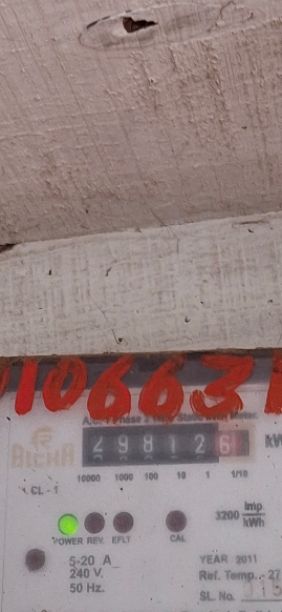 10663
A.C. 1 Phase 2 Wire Static Watt Meter.
BICHA
29812 6 kW
10000 1000 100 10 1 1/10
CL - 1
3200 Imp/kWh
POWER REV. EFLT CAL
5-20 A
240 V.
50 Hz.
YEAR 2011
Ref. Temp. 27
SL. No.